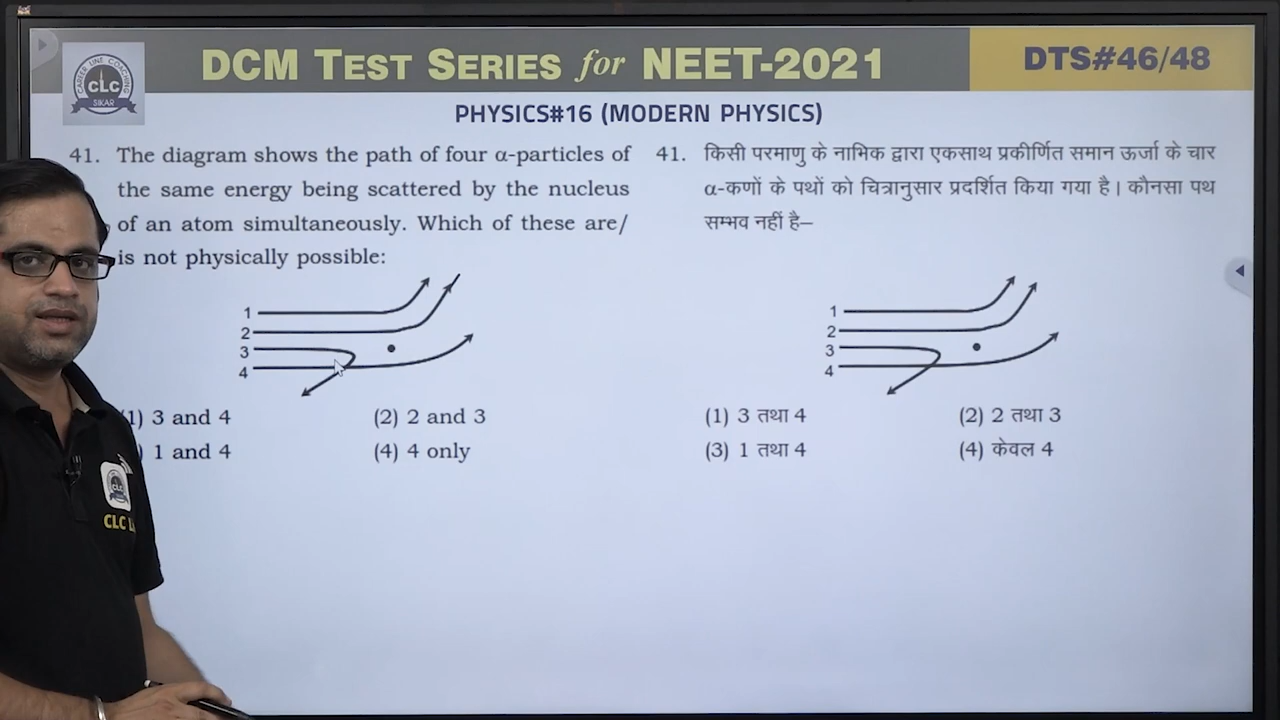 DCM TEST SERIES for NEET-2021
DTS#46/48
CAREER LINE COACHING
CLC
SIKAR
PHYSICS#16 (MODERN PHYSICS)
41. The diagram shows the path of four α-particles of
the same energy being scattered by the nucleus
of an atom simultaneously. Which of these are/
is not physically possible:
1
2
3
4
1) 3 and 4
(2) 2 and 3
) 1 and 4
(4) 4 only
41. किसी परमाणु के नाभिक द्वारा एकसाथ प्रकीर्णित समान ऊर्जा के चार
α-कणों के पथों को चित्रानुसार प्रदर्शित किया गया है। कौनसा पथ
सम्भव नहीं है–
1
2
3
4
(1) 3 तथा 4
(2) 2 तथा 3
(3) 1 तथा 4
(4) केवल 4
CLC
CLC L